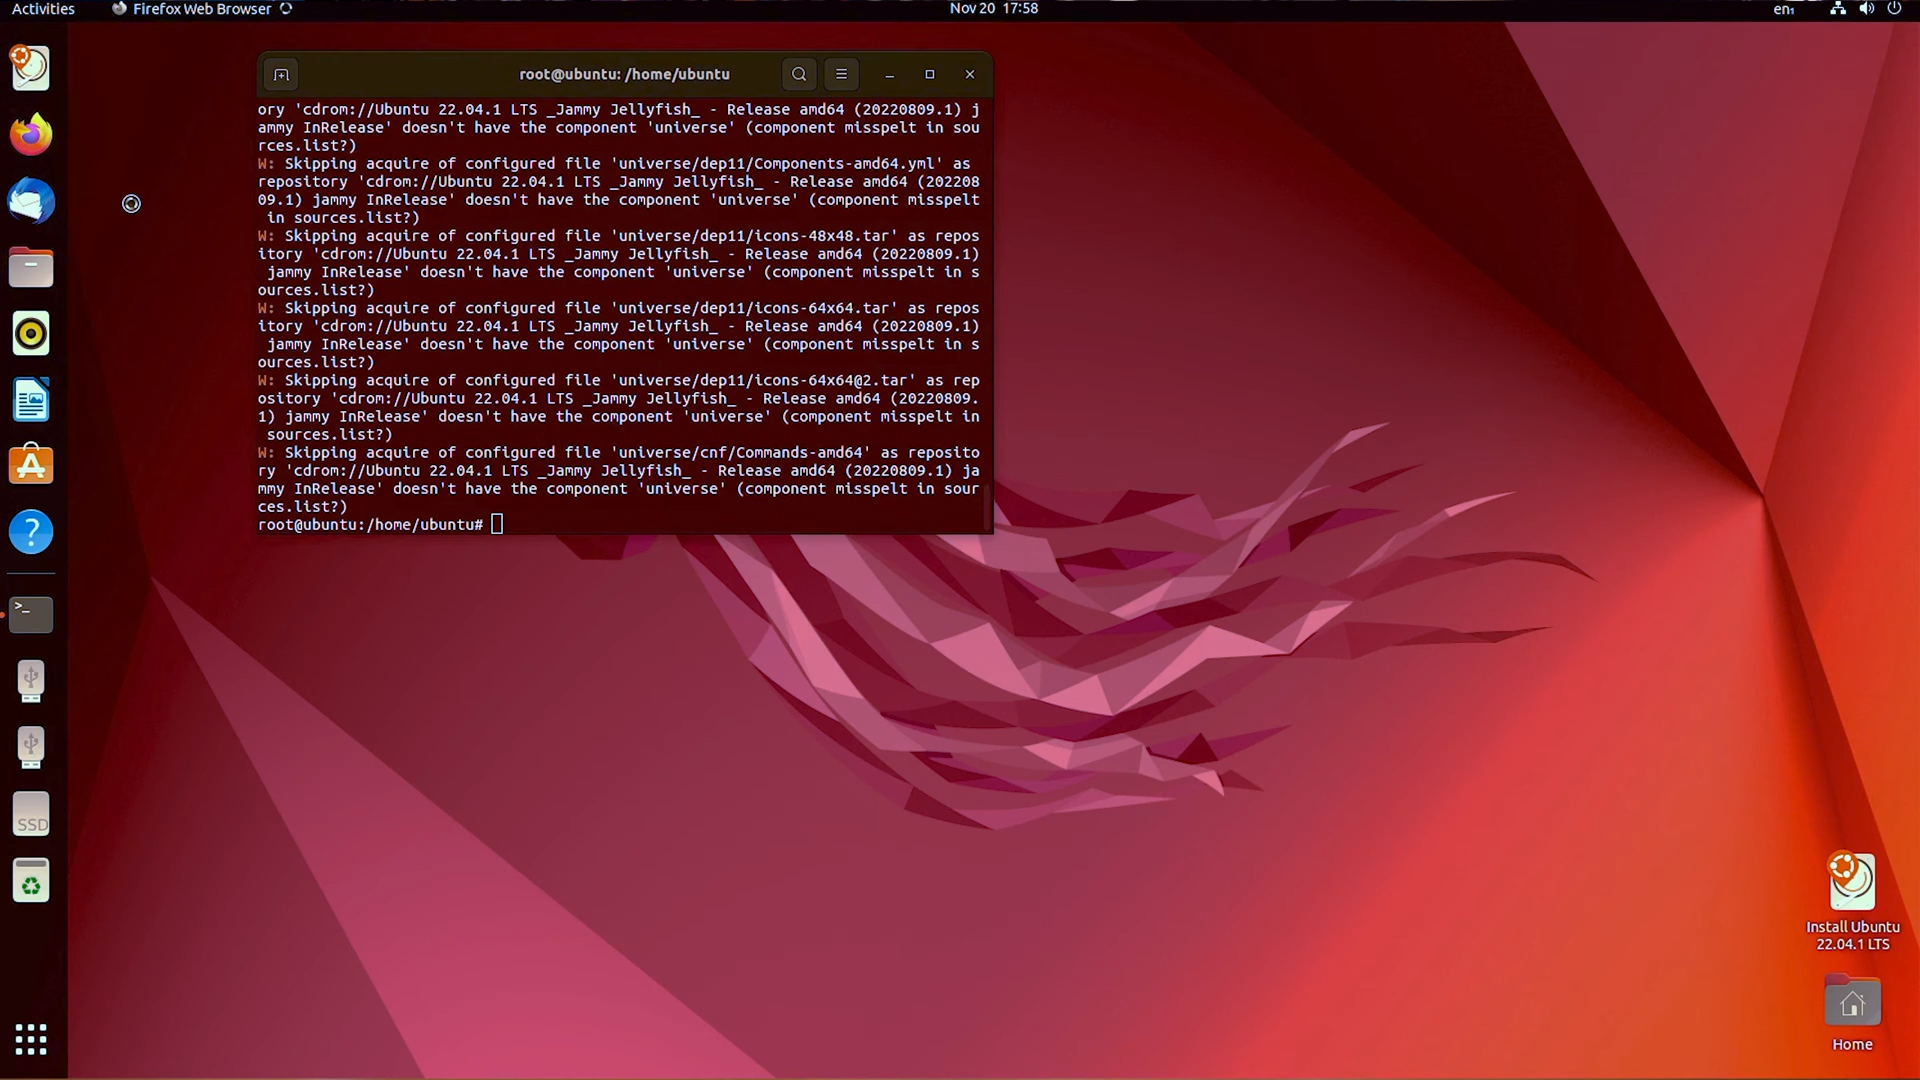 Activities
Firefox Web Browser
Nov 20 17:58
en₁
root@ubuntu: /home/ubuntu
ory 'cdrom://Ubuntu 22.04.1 LTS _Jammy Jellyfish_ - Release amd64 (20220809.1) j
ammy InRelease' doesn't have the component 'universe' (component misspelt in sou
rces.list?)
W: Skipping acquire of configured file 'universe/dep11/Components-amd64.yml' as
repository 'cdrom://Ubuntu 22.04.1 LTS _Jammy Jellyfish_ - Release amd64 (202208
09.1) jammy InRelease' doesn't have the component 'universe' (component misspelt
in sources.list?)
W: Skipping acquire of configured file 'universe/dep11/icons-48x48.tar' as repos
itory 'cdrom://Ubuntu 22.04.1 LTS _Jammy Jellyfish_ - Release amd64 (20220809.1)
jammy InRelease' doesn't have the component 'universe' (component misspelt in s
ources.list?)
W: Skipping acquire of configured file 'universe/dep11/icons-64x64.tar' as repos
itory 'cdrom://Ubuntu 22.04.1 LTS _Jammy Jellyfish_ - Release amd64 (20220809.1)
jammy InRelease' doesn't have the component 'universe' (component misspelt in s
ources.list?)
W: Skipping acquire of configured file 'universe/dep11/icons-64x64@2.tar' as rep
ository 'cdrom://Ubuntu 22.04.1 LTS _Jammy Jellyfish_ - Release amd64 (20220809.
1) jammy InRelease' doesn't have the component 'universe' (component misspelt in
sources.list?)
W: Skipping acquire of configured file 'universe/cnf/Commands-amd64' as reposito
ry 'cdrom://Ubuntu 22.04.1 LTS _Jammy Jellyfish_ - Release amd64 (20220809.1) ja
mmy InRelease' doesn't have the component 'universe' (component misspelt in sour
ces.list?)
root@ubuntu:/home/ubuntu#
SSD
Install Ubuntu
22.04.1 LTS
Home